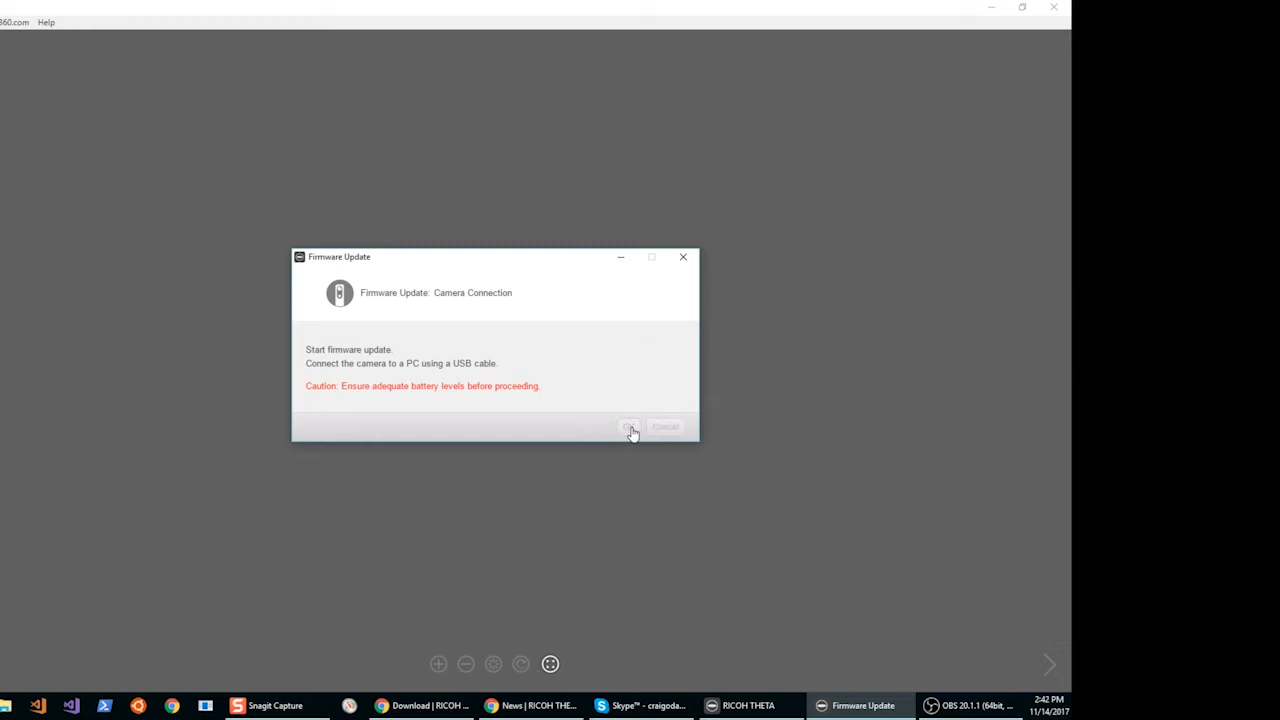 360.com Help
Firmware Update
Firmware Update: Camera Connection
Start firmware update.
Connect the camera to a PC using a USB cable.
Caution: Ensure adequate battery levels before proceeding.
Snagit Capture
Download | RICOH ...
News | RICOH THE...
Skype™ - craigoda...
RICOH THETA
Firmware Update
OBS 20.1.1 (64bit, ...
2:42 PM
11/14/2017